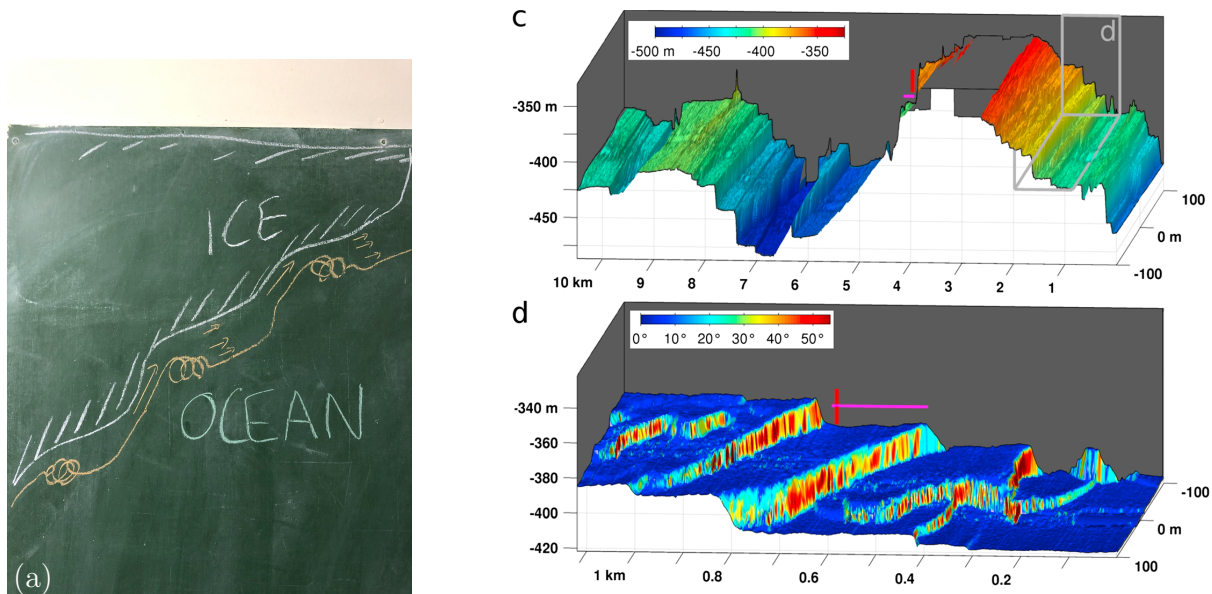 ICE
OCEAN
(a)
c
-500 m -450 -400 -350
d
-350 m
-400
-450
10 km 9 8 7 6 5 4 3 2 1
100
0 m
-100
d
0° 10° 20° 30° 40° 50°
-340 m
-360
-380
-400
-420
1 km 0.8 0.6 0.4 0.2
-100
0 m
100